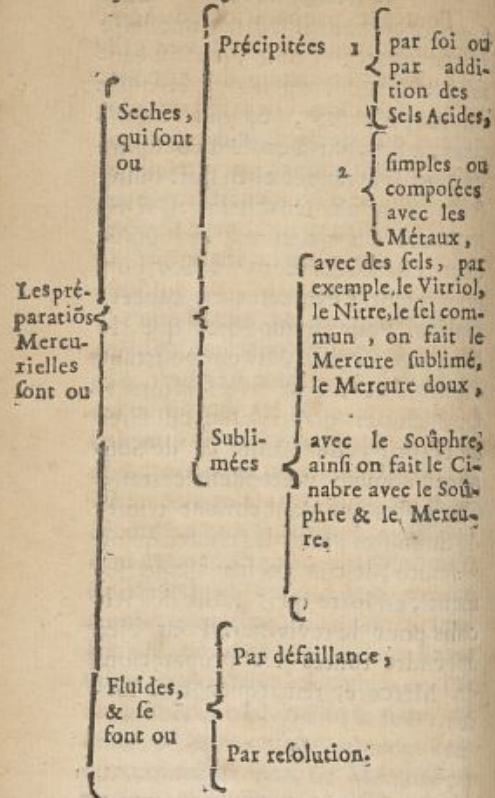 Les pré-
paratiõs
Mercu-
rielles
sont ou
Seches,
qui sont
ou
Précipitées
1
par soi ou
par addi-
tion des
Sels Acides,
2
simples ou
composées
avec les
Métaux,
Subli-
mées
avec des sels, par
exemple, le Vitriol,
le Nitre, le sel com-
mun , on fait le
Mercure sublimé,
le Mercure doux ,
avec le Soûphre,
ainsi on fait le Ci-
nabre avec le Soû-
phre & le Mercu-
re.
Fluides,
& se
font ou
Par défaillance ,
Par resolution.